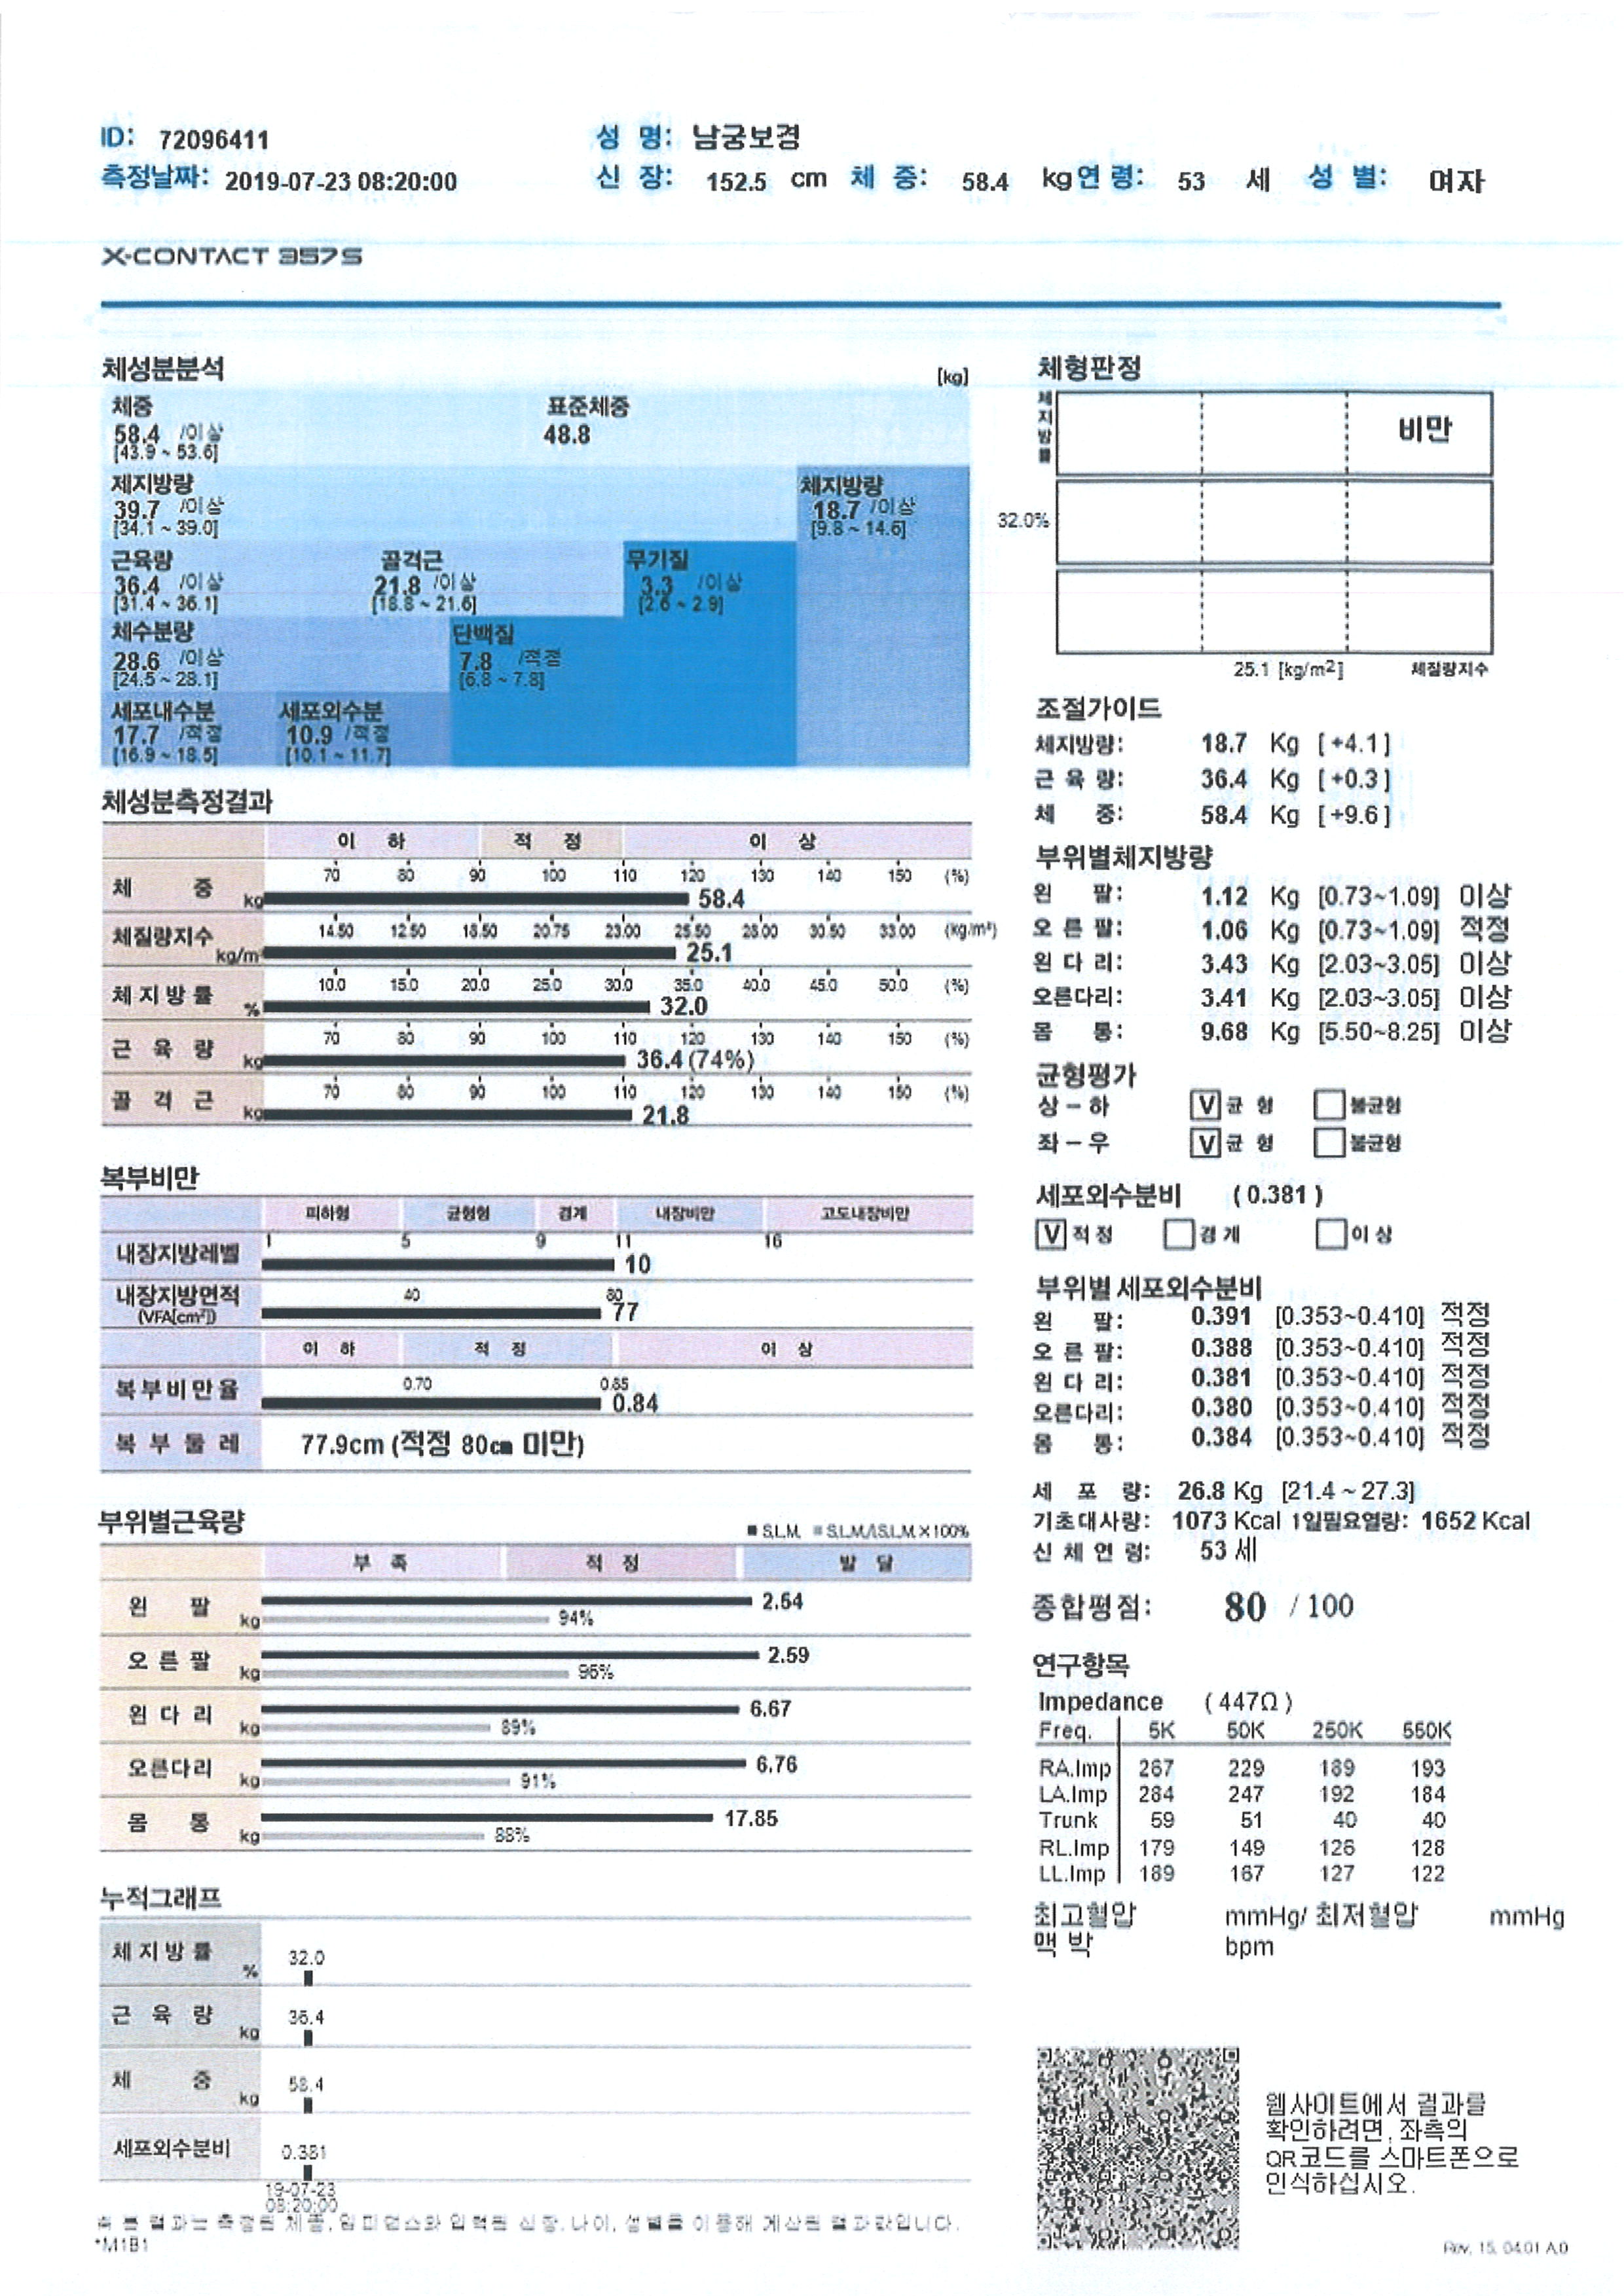 ID: 72096411
성 명: 남궁보경
측정날짜: 2019-07-23 08:20:00
신 장: 152.5 cm 체 중: 58.4 kg 연 령: 53 세 성 별: 여자
X-CONTACT 357S
체성분분석 [kg]
체중 표준체중
58.4 /이상 48.8
[43.9 ~ 53.6]
제지방량 체지방량
39.7 /이상 18.7 /이상
[34.1 ~ 39.0] [9.8 ~ 14.6]
근육량 골격근 무기질
36.4 /이상 21.8 /이상 3.3 /이상
[31.4 ~ 36.1] [18.8 ~ 21.6] [2.6 ~ 2.9]
체수분량 단백질
28.6 /이상 7.8 /적정
[24.5 ~ 28.1] [6.8 ~ 7.8]
세포내수분 세포외수분
17.7 /적정 10.9 /적정
[16.9 ~ 18.5] [10.1 ~ 11.7]
체성분측정결과
이 하 적 정 이 상
체 중 kg 70 80 90 100 110 120 130 140 150 (%)
58.4
체질량지수 kg/m² 14.50 12.50 18.50 20.75 23.00 25.50 28.00 30.50 33.00 (kg/m²)
25.1
체지방률 % 10.0 15.0 20.0 25.0 30.0 35.0 40.0 45.0 50.0 (%)
32.0
근 육 량 kg 70 80 90 100 110 120 130 140 150 (%)
36.4(74%)
골 격 근 kg 70 80 90 100 110 120 130 140 150 (%)
21.8
복부비만
피하형 균형형 경계 내장비만 고도내장비만
내장지방레벨 1 5 9 11 16
10
내장지방면적 (VFA[cm²]) 40 80
77
이 하 적 정 이 상
복부비만율 0.70 0.85
0.84
복 부 둘 레 77.9cm (적정 80㎝ 미만)
부위별근육량 ■ S.L.M. ■ S.L.M./I.S.L.M. X 100%
부 족 적 정 발 달
왼 팔 kg 2.54
94%
오 른 팔 kg 2.59
96%
왼 다 리 kg 6.67
89%
오른다리 kg 6.76
91%
몸 통 kg 17.85
88%
누적그래프
체지방률 % 32.0
근 육 량 kg 36.4
체 중 kg 58.4
세포외수분비 0.381
19-07-23
08:20:00
본 결과는 측정된 체중, 임피던스와 입력된 신장, 나이, 성별을 이용해 계산된 결과값입니다.
*M1B1
체형판정
체지방률
비만
32.0%
25.1 [kg/m²] 체질량지수
조절가이드
체지방량: 18.7 Kg [ +4.1 ]
근 육 량: 36.4 Kg [ +0.3 ]
체 중: 58.4 Kg [ +9.6 ]
부위별체지방량
왼 팔: 1.12 Kg [0.73~1.09] 이상
오 른 팔: 1.06 Kg [0.73~1.09] 적정
왼 다 리: 3.43 Kg [2.03~3.05] 이상
오른다리: 3.41 Kg [2.03~3.05] 이상
몸 통: 9.68 Kg [5.50~8.25] 이상
균형평가
상 – 하 V 균 형 불균형
좌 – 우 V 균 형 불균형
세포외수분비 ( 0.381 )
V 적정 경계 이상
부위별 세포외수분비
왼 팔: 0.391 [0.353~0.410] 적정
오 른 팔: 0.388 [0.353~0.410] 적정
왼 다 리: 0.381 [0.353~0.410] 적정
오른다리: 0.380 [0.353~0.410] 적정
몸 통: 0.384 [0.353~0.410] 적정
세 포 량: 26.8 Kg [21.4 ~ 27.3]
기초대사량: 1073 Kcal 1일필요열량: 1652 Kcal
신 체 연 령: 53 세
종합평점: 80 / 100
연구항목
Impedance ( 447Ω )
Freq. 5K 50K 250K 550K
RA.Imp 267 229 189 193
LA.Imp 284 247 192 184
Trunk 59 51 40 40
RL.Imp 179 149 126 128
LL.Imp 189 167 127 122
최고혈압 mmHg/ 최저혈압 mmHg
맥 박 bpm
웹사이트에서 결과를
확인하려면, 좌측의
QR코드를 스마트폰으로
인식하십시오.
Rev. 15. 04.01 A.0